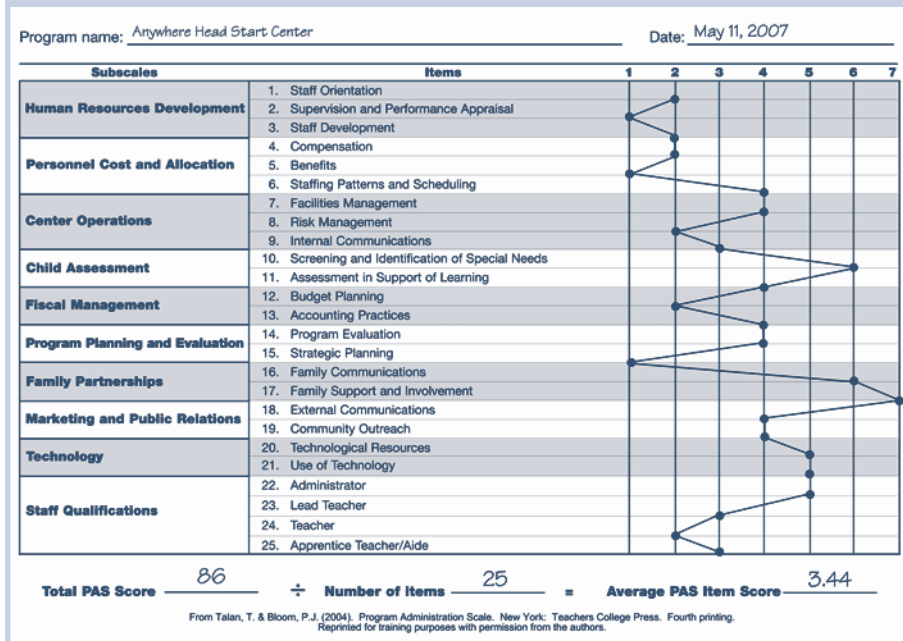 Program name: Anywhere Head Start Center Date: May 11, 2007
Subscales Items 1 2 3 4 5 6 7
Human Resources Development
1. Staff Orientation
2. Supervision and Performance Appraisal
3. Staff Development
Personnel Cost and Allocation
4. Compensation
5. Benefits
6. Staffing Patterns and Scheduling
Center Operations
7. Facilities Management
8. Risk Management
9. Internal Communications
Child Assessment
10. Screening and Identification of Special Needs
11. Assessment in Support of Learning
Fiscal Management
12. Budget Planning
13. Accounting Practices
Program Planning and Evaluation
14. Program Evaluation
15. Strategic Planning
Family Partnerships
16. Family Communications
17. Family Support and Involvement
Marketing and Public Relations
18. External Communications
19. Community Outreach
Technology
20. Technological Resources
21. Use of Technology
Staff Qualifications
22. Administrator
23. Lead Teacher
24. Teacher
25. Apprentice Teacher/Aide
Total PAS Score 86 ÷ Number of Items 25 = Average PAS Item Score 3.44
From Talan, T. & Bloom, P.J. (2004). Program Administration Scale. New York: Teachers College Press. Fourth printing.
Reprinted for training purposes with permission from the authors.